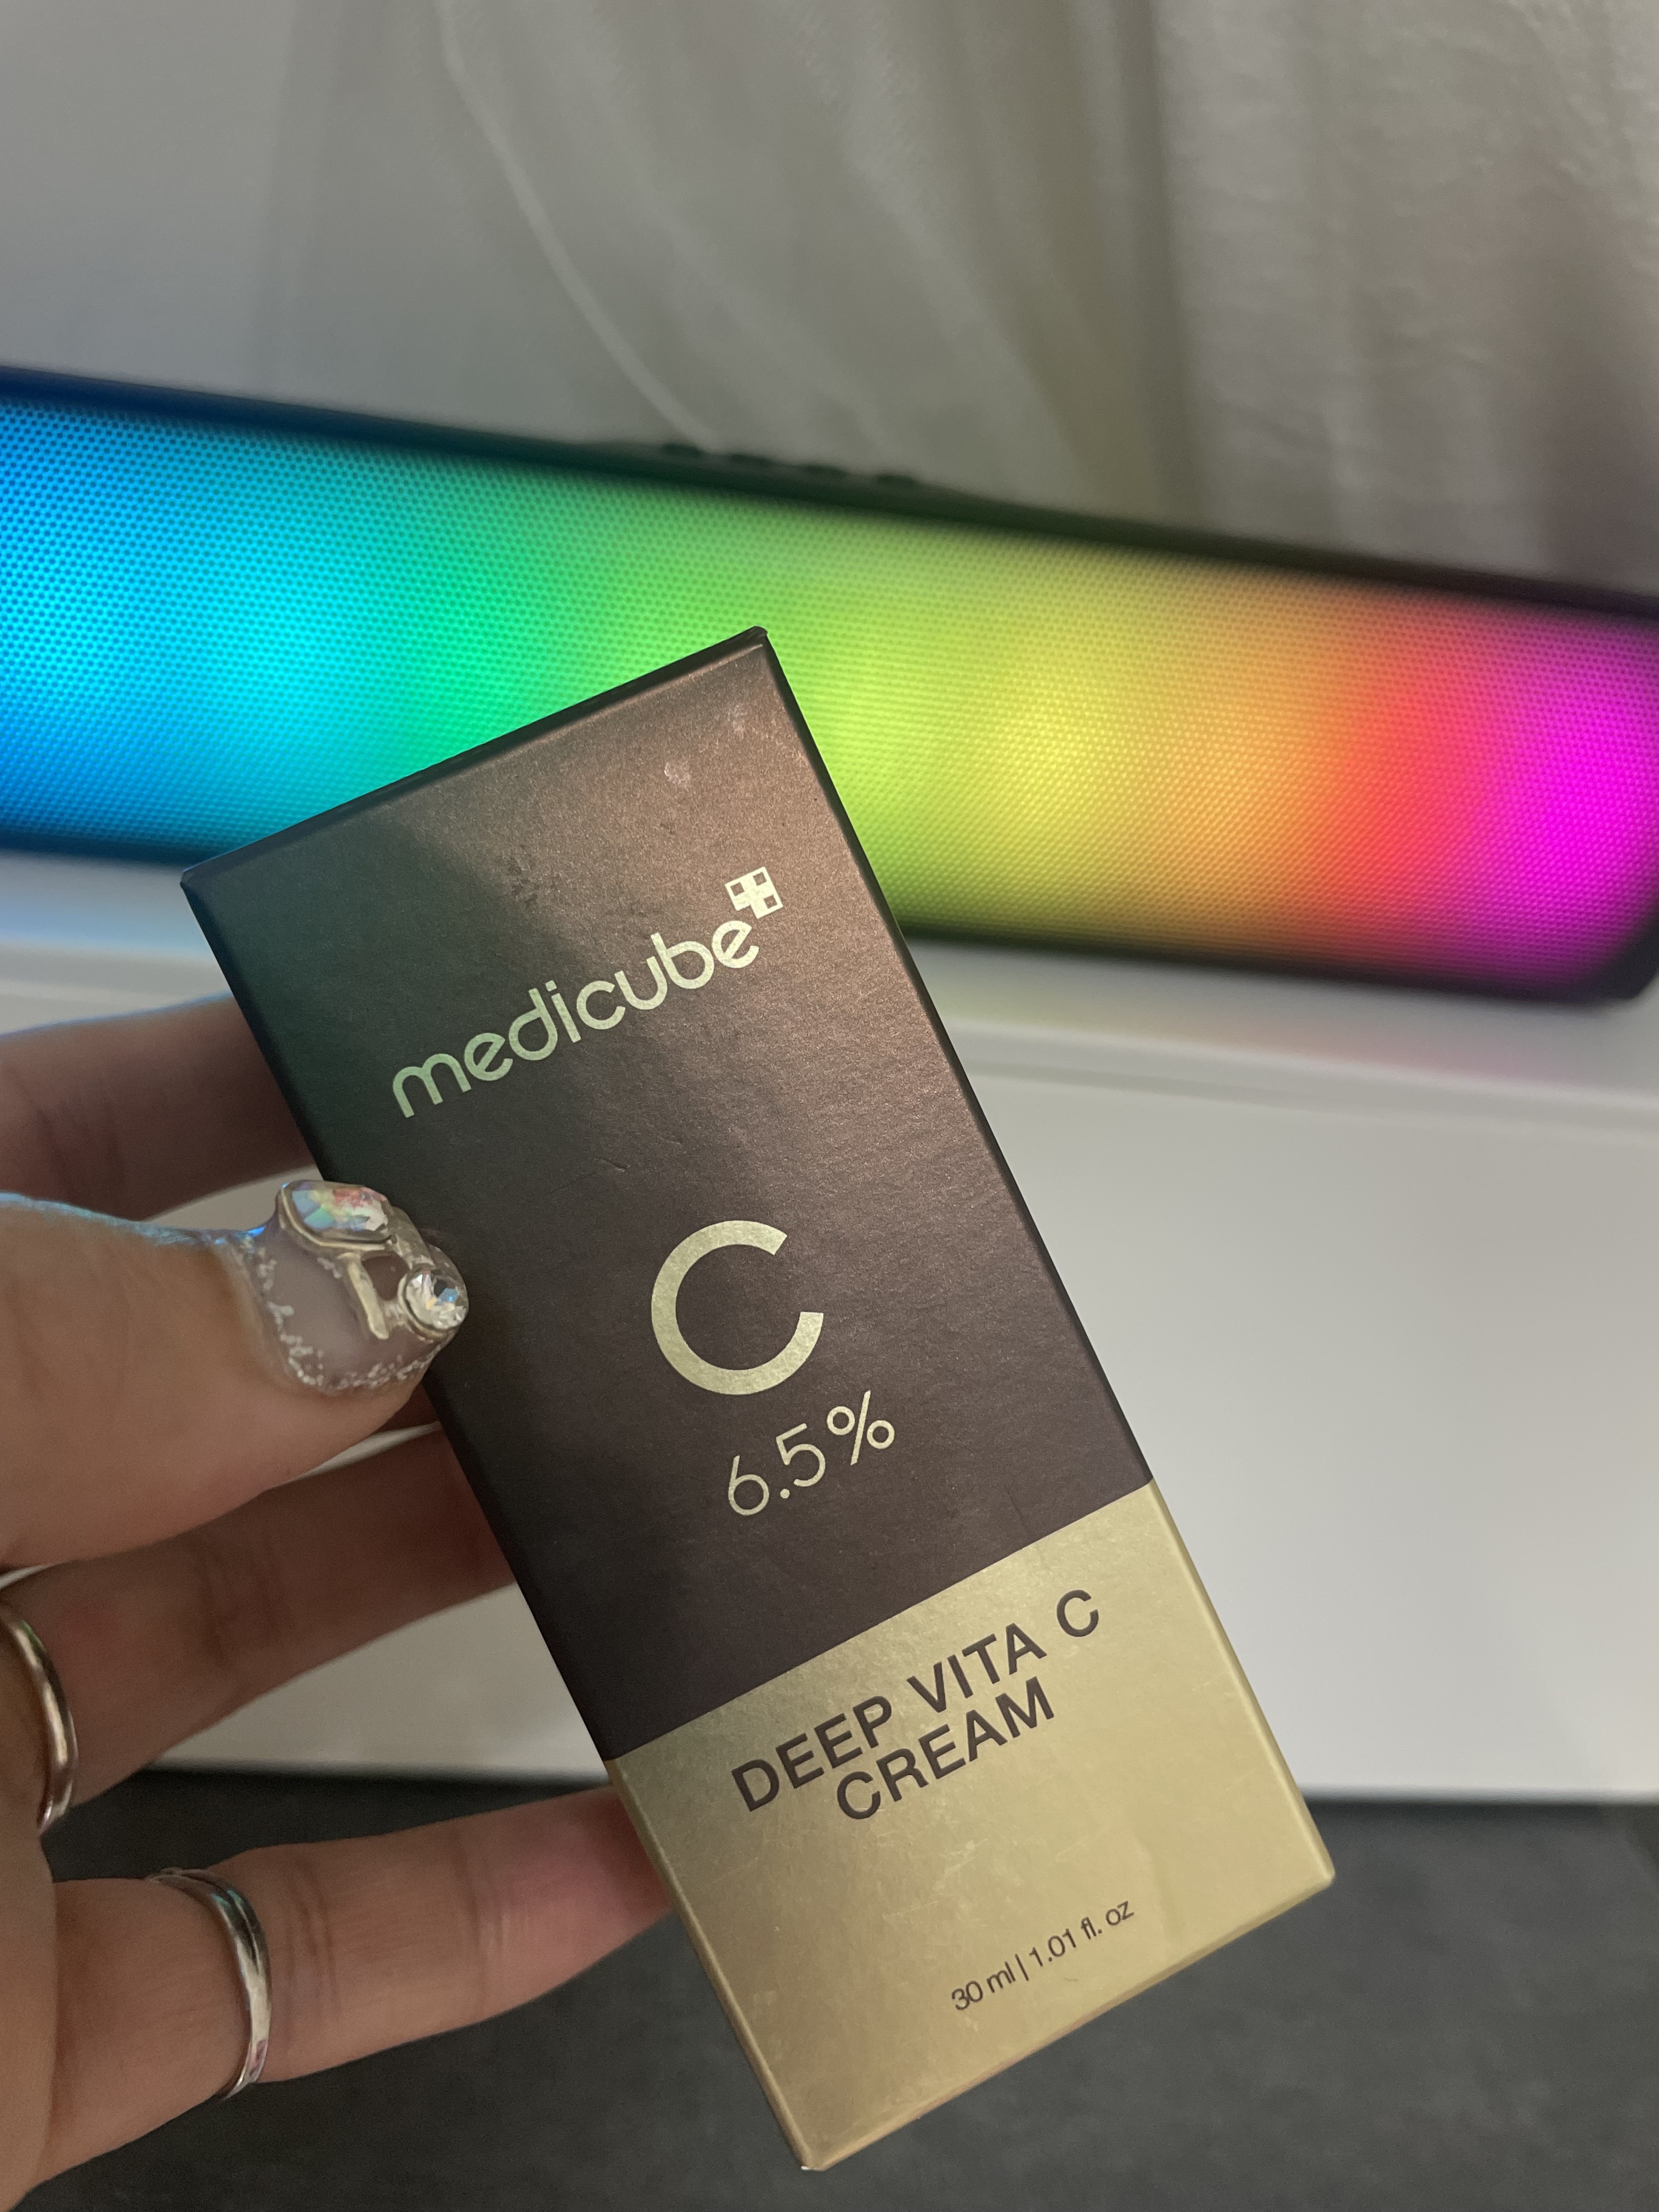 medicube
C
6.5%
DEEP VITA C
CREAM
30 ml | 1.01 fl. oz